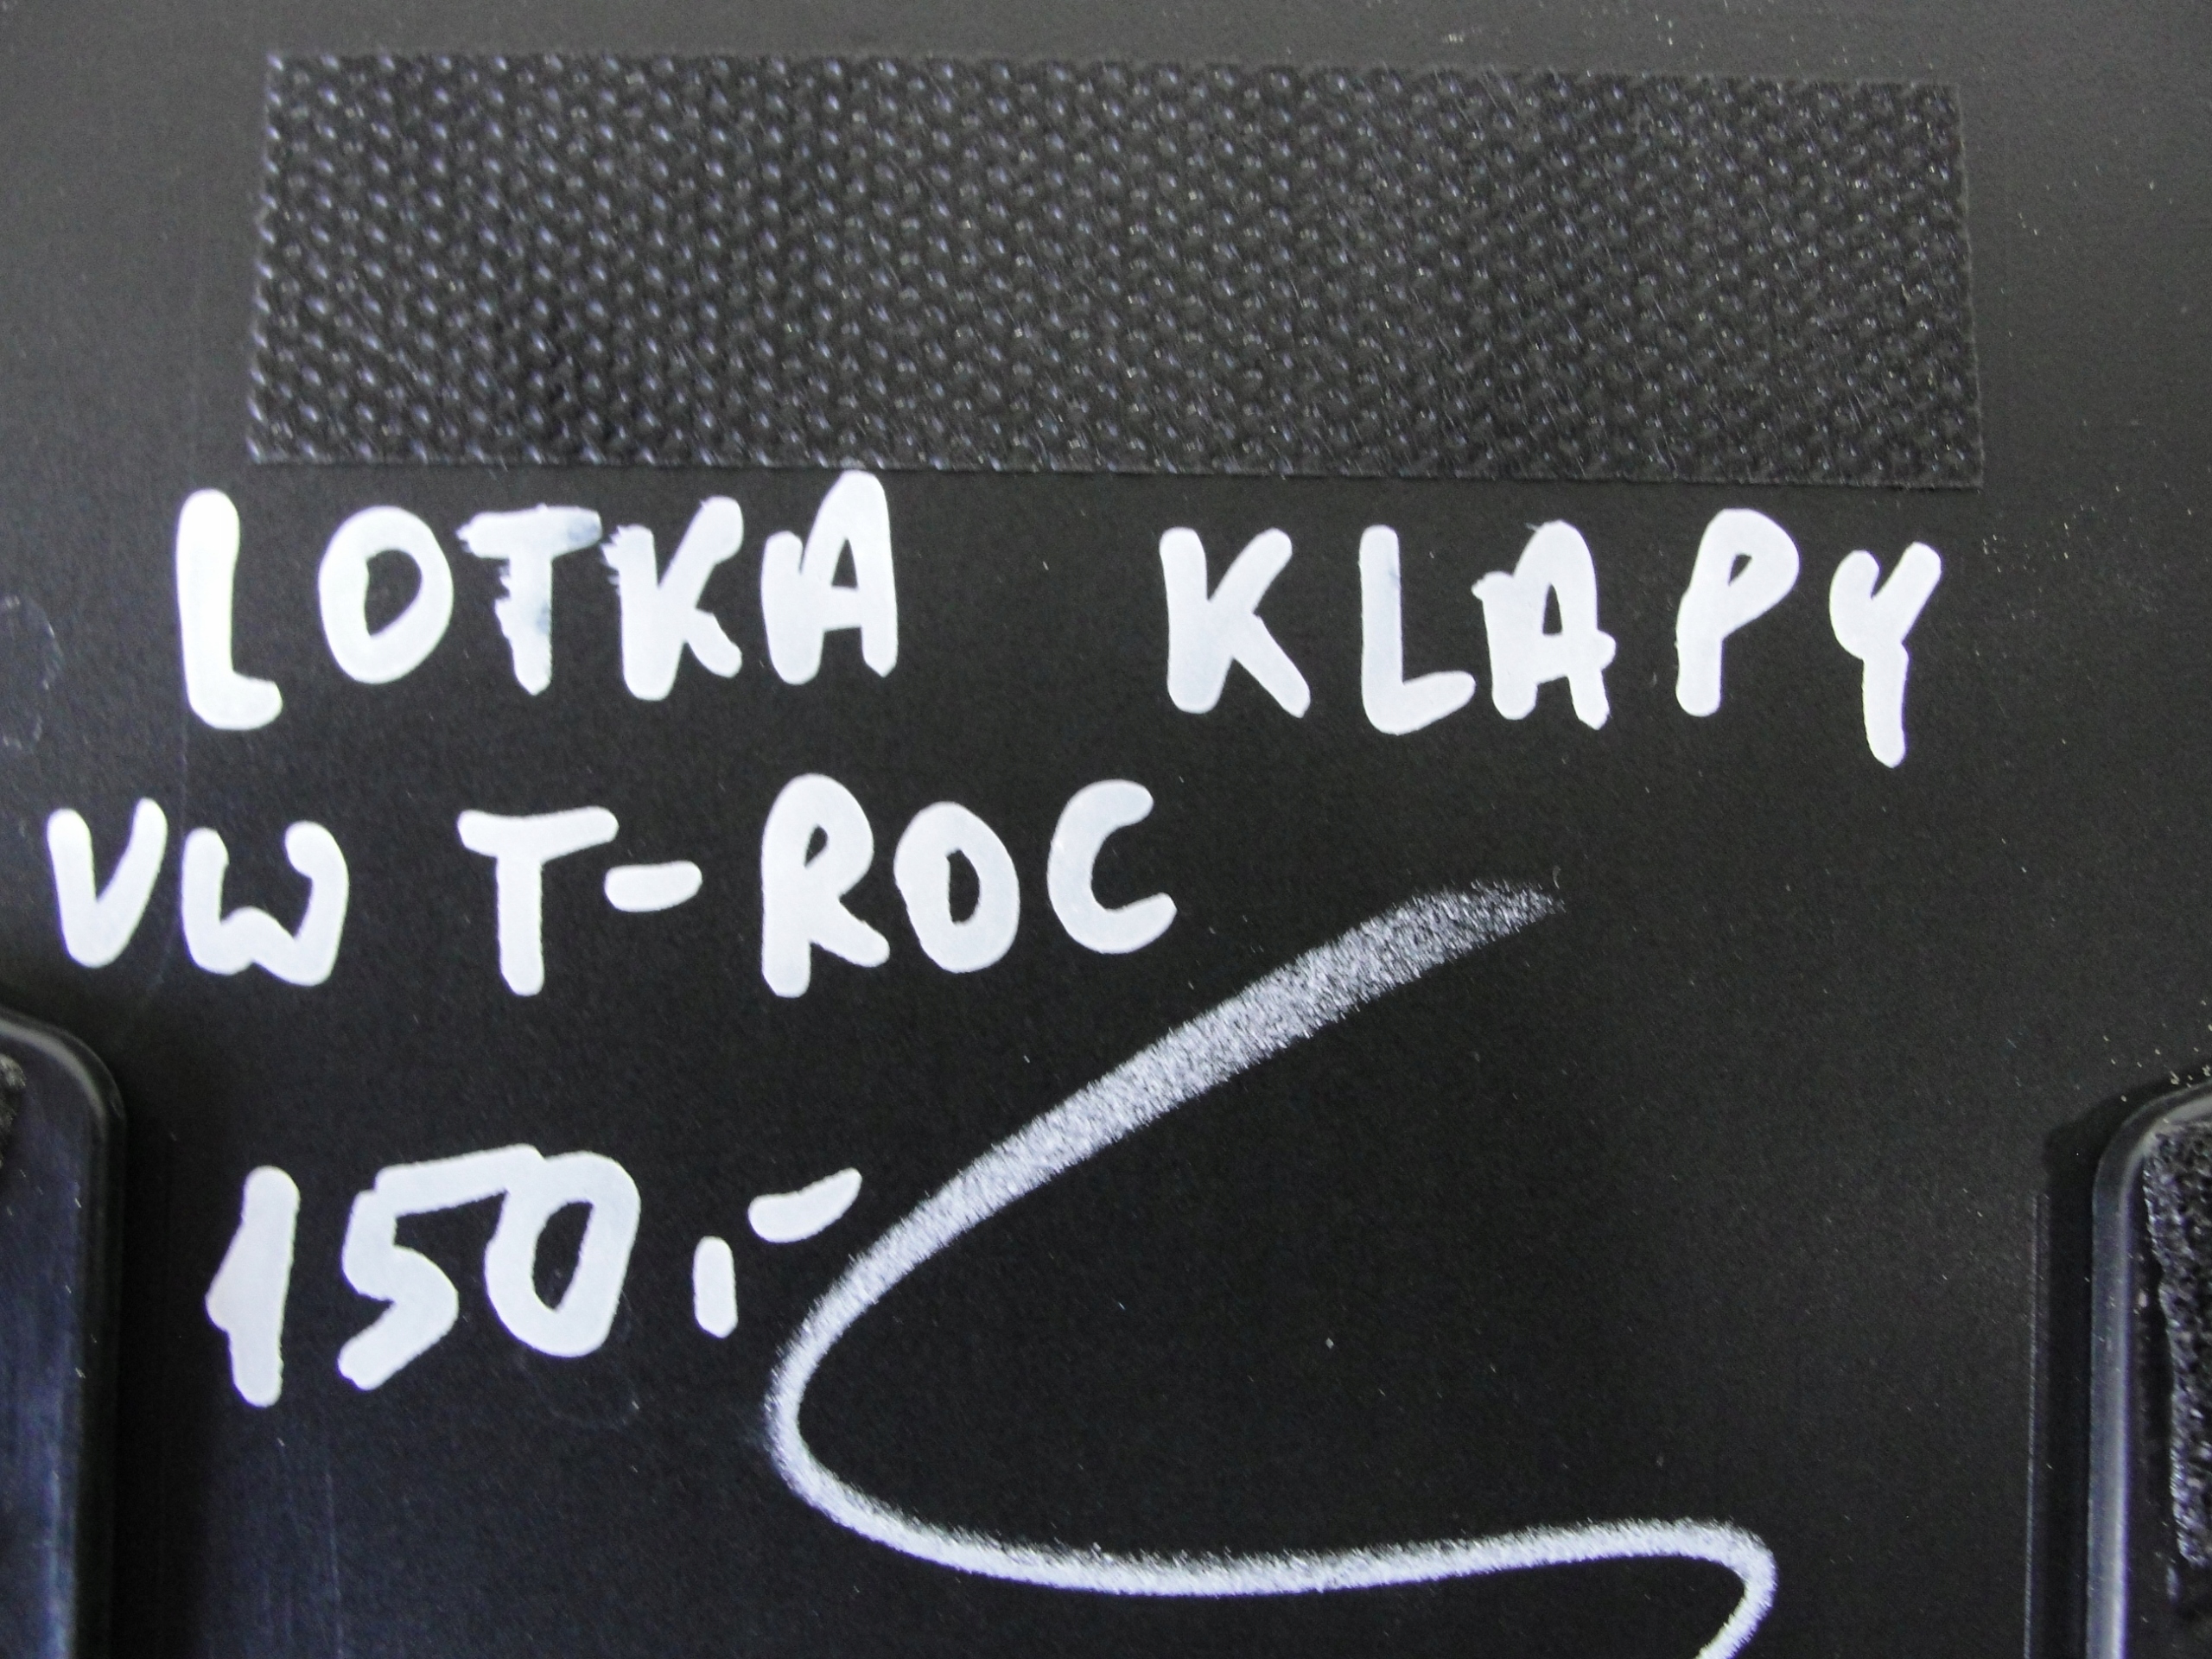 LOTKA KLAPY
VW T-ROC
150,-